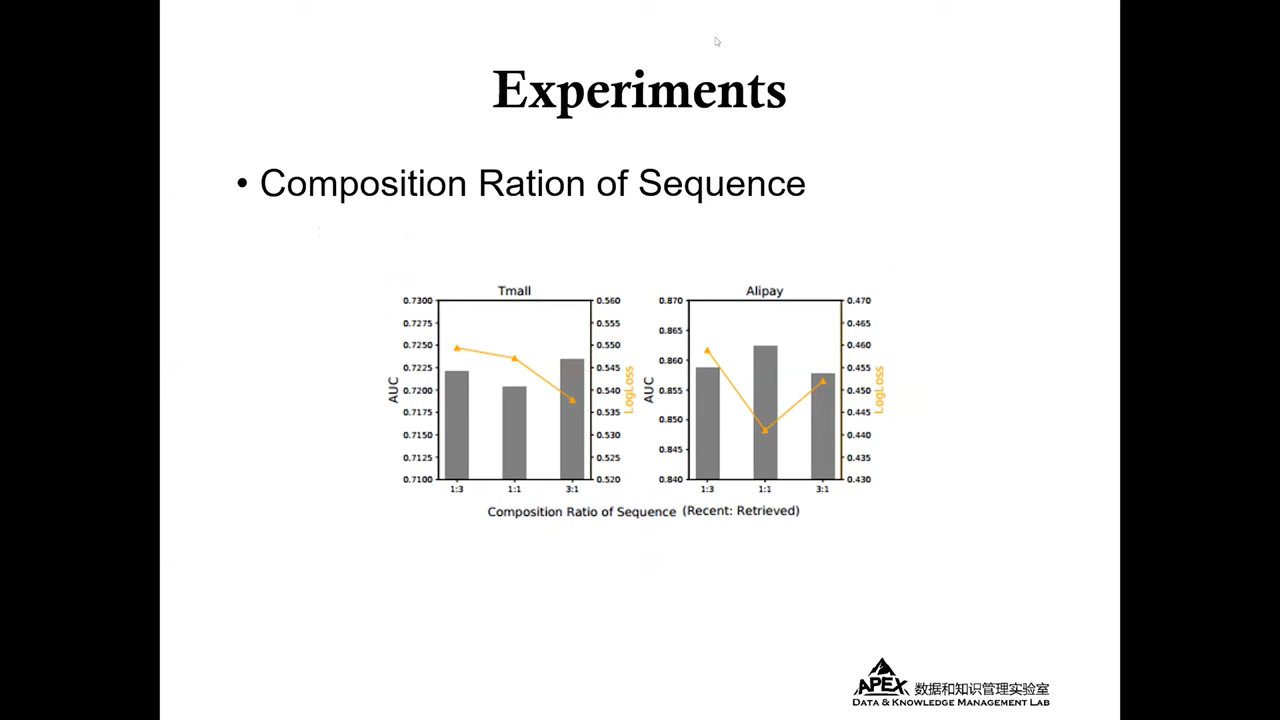 Experiments
• Composition Ration of Sequence
Tmall
Alipay
0.7300
0.7275
0.7250
0.7225
0.7200
0.7175
0.7150
0.7125
0.7100
AUC
0.560
0.555
0.550
0.545
0.540
0.535
0.530
0.525
0.520
LogLoss
1:3 1:1 3:1
0.870
0.865
0.860
0.855
0.850
0.845
0.840
AUC
0.470
0.465
0.460
0.455
0.450
0.445
0.440
0.435
0.430
LogLoss
1:3 1:1 3:1
Composition Ratio of Sequence (Recent: Retrieved)
APEX 数据和知识管理实验室
DATA & KNOWLEDGE MANAGEMENT LAB